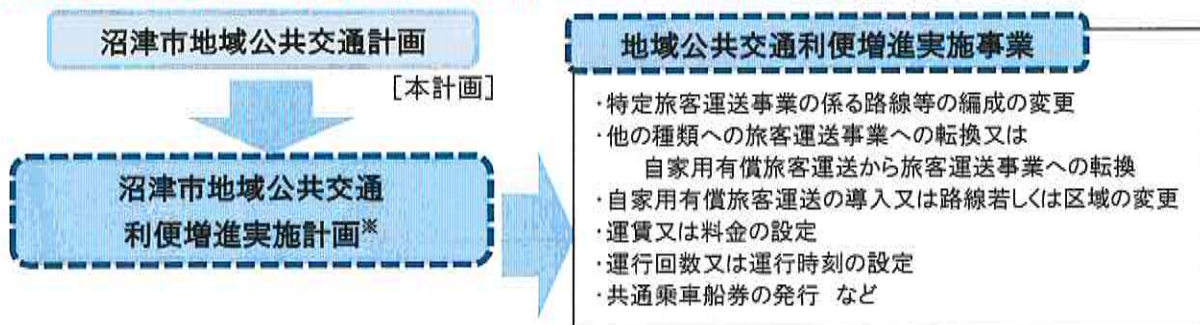 沼津市地域公共交通計画
[本計画]
沼津市地域公共交通
利便増進実施計画※
地域公共交通利便増進実施事業
・特定旅客運送事業の係る路線等の編成の変更
・他の種類への旅客運送事業への転換又は
自家用有償旅客運送から旅客運送事業への転換
・自家用有償旅客運送の導入又は路線若しくは区域の変更
・運賃又は料金の設定
・運行回数又は運行時刻の設定
・共通乗車船券の発行 など